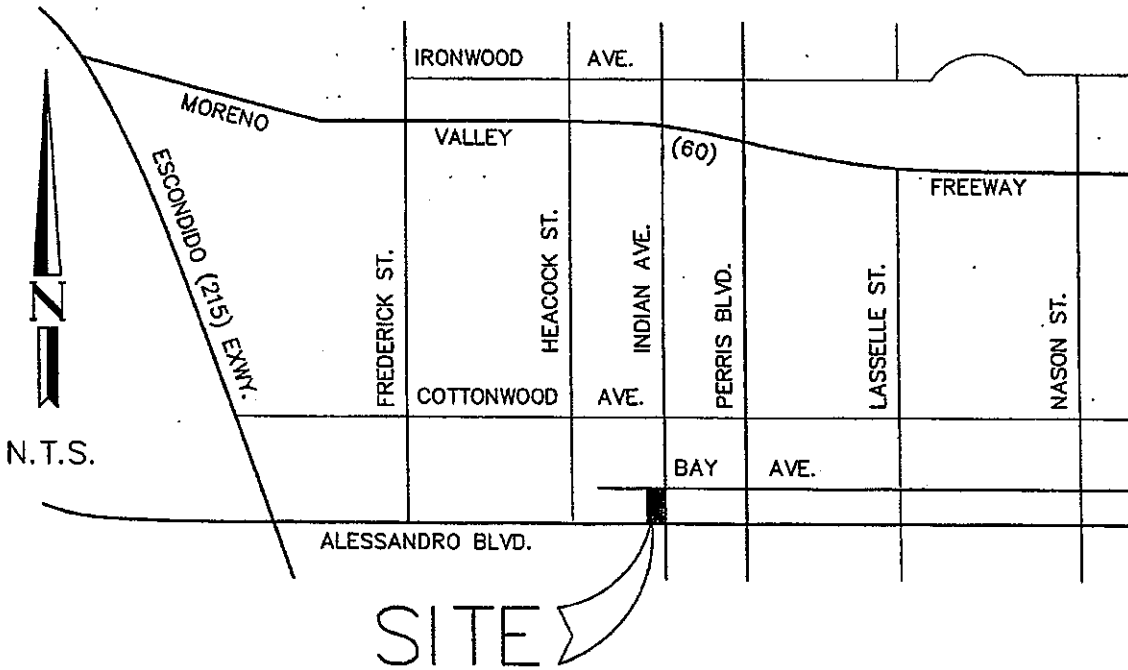 IRONWOOD AVE.
MORENO VALLEY (60) FREEWAY
ESCONDIDO (215) EXWY.
FREDERICK ST.
HEACOCK ST.
INDIAN AVE.
PERRIS BLVD.
LASSELLE ST.
NASON ST.
N
COTTONWOOD AVE.
N.T.S.
BAY AVE.
ALESSANDRO BLVD.
SITE